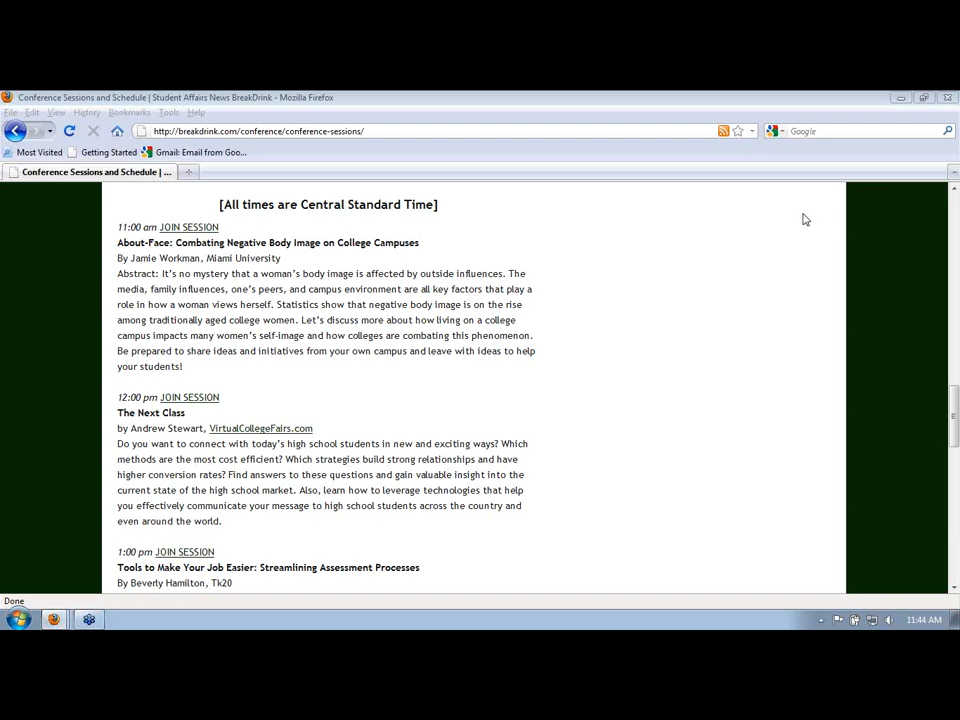 Conference Sessions and Schedule | Student Affairs News BreakDrink - Mozilla Firefox
File Edit View History Bookmarks Tools Help
http://breakdrink.com/conference/conference-sessions/
Google
Most Visited Getting Started Gmail: Email from Goo...
Conference Sessions and Schedule | ...
[All times are Central Standard Time]
11:00 am JOIN SESSION
About-Face: Combating Negative Body Image on College Campuses
By Jamie Workman, Miami University
Abstract: It’s no mystery that a woman’s body image is affected by outside influences. The
media, family influences, one’s peers, and campus environment are all key factors that play a
role in how a woman views herself. Statistics show that negative body image is on the rise
among traditionally aged college women. Let’s discuss more about how living on a college
campus impacts many women’s self-image and how colleges are combating this phenomenon.
Be prepared to share ideas and initiatives from your own campus and leave with ideas to help
your students!
12:00 pm JOIN SESSION
The Next Class
by Andrew Stewart, VirtualCollegeFairs.com
Do you want to connect with today’s high school students in new and exciting ways? Which
methods are the most cost efficient? Which strategies build strong relationships and have
higher conversion rates? Find answers to these questions and gain valuable insight into the
current state of the high school market. Also, learn how to leverage technologies that help
you effectively communicate your message to high school students across the country and
even around the world.
1:00 pm JOIN SESSION
Tools to Make Your Job Easier: Streamlining Assessment Processes
By Beverly Hamilton, Tk20
Done
11:44 AM